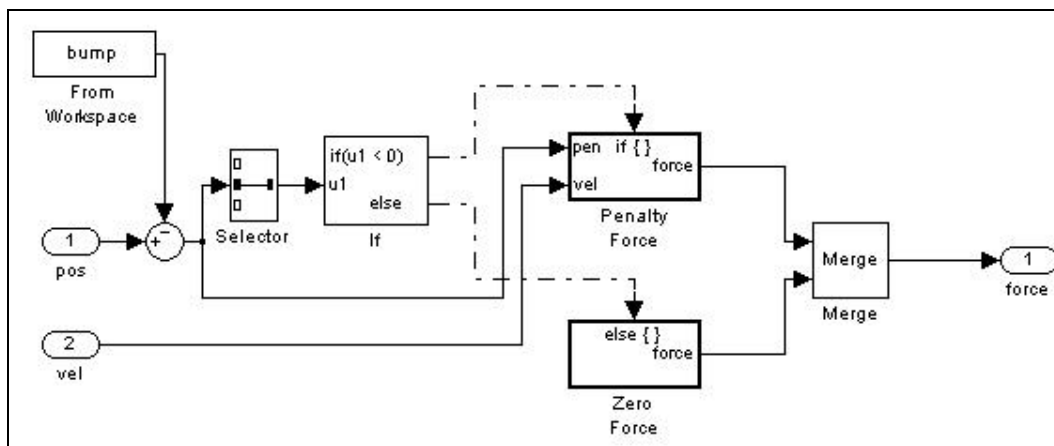 bump
From
Workspace
+
−
1
pos
2
vel
Selector
if(u1 < 0)
u1
else
If
pen
if { }
force
vel
Penalty
Force
else { }
force
Zero
Force
Merge
Merge
1
force